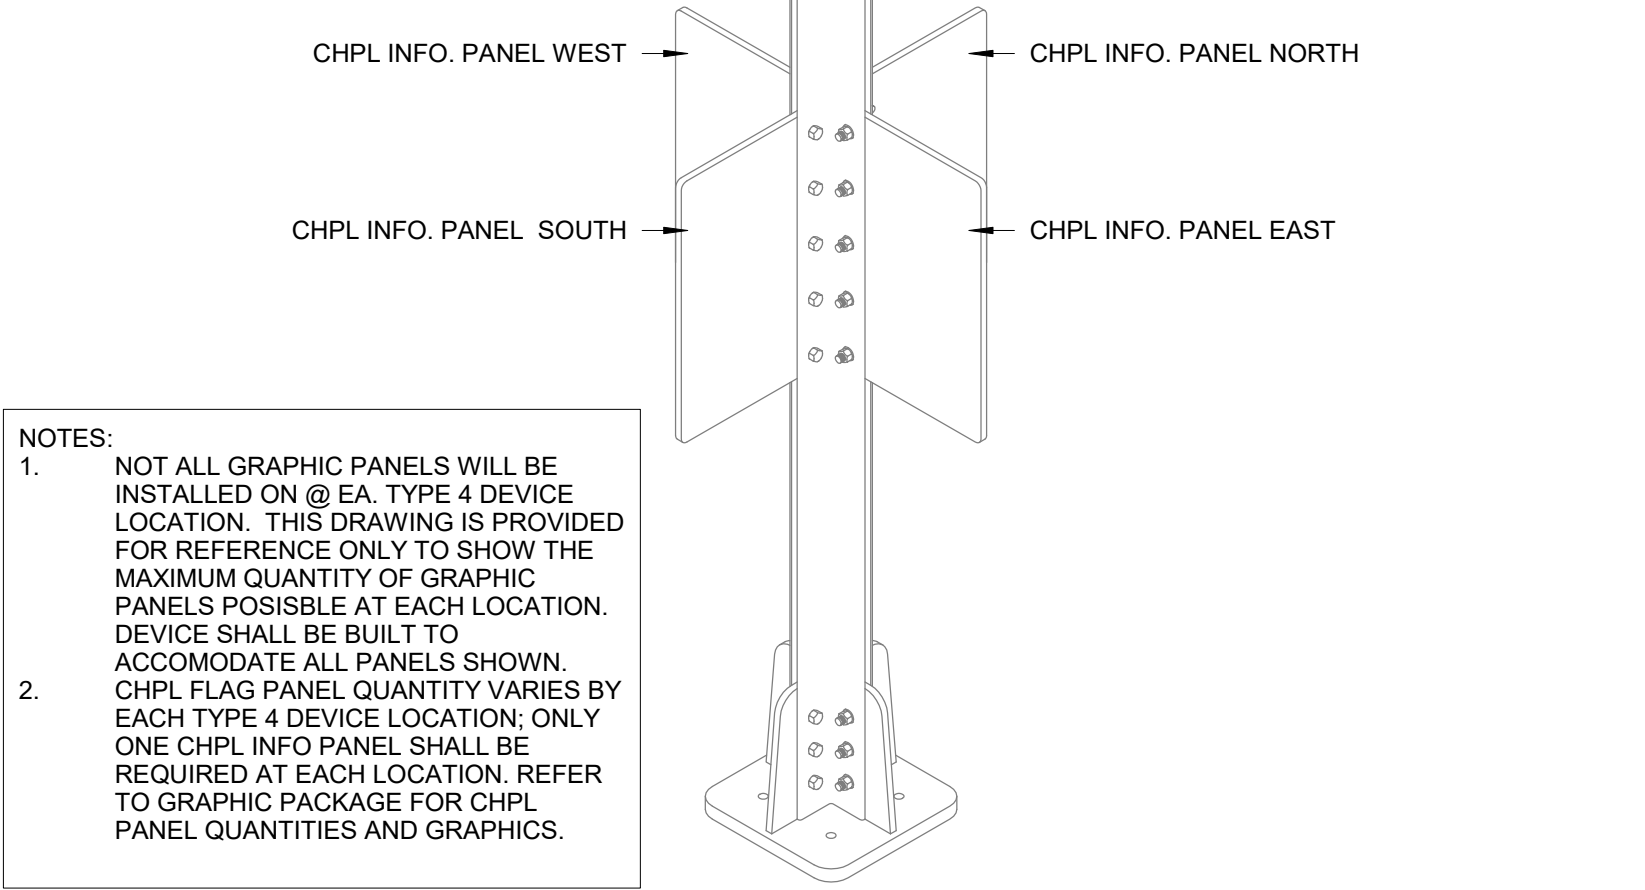 CHPL INFO. PANEL WEST
CHPL INFO. PANEL NORTH
CHPL INFO. PANEL  SOUTH
CHPL INFO. PANEL EAST
NOTES:
1. NOT ALL GRAPHIC PANELS WILL BE
INSTALLED ON @ EA. TYPE 4 DEVICE
LOCATION.  THIS DRAWING IS PROVIDED
FOR REFERENCE ONLY TO SHOW THE
MAXIMUM QUANTITY OF GRAPHIC
PANELS POSISBLE AT EACH LOCATION.
DEVICE SHALL BE BUILT TO
ACCOMODATE ALL PANELS SHOWN.
2. CHPL FLAG PANEL QUANTITY VARIES BY
EACH TYPE 4 DEVICE LOCATION; ONLY
ONE CHPL INFO PANEL SHALL BE
REQUIRED AT EACH LOCATION. REFER
TO GRAPHIC PACKAGE FOR CHPL
PANEL QUANTITIES AND GRAPHICS.